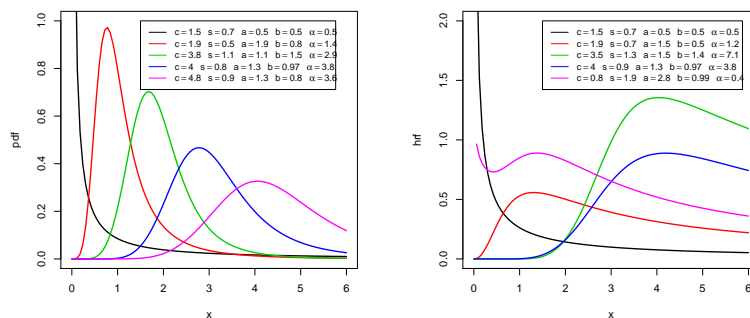 c=1.5 s=0.7 a=0.5 b=0.5 α=0.5
c=1.9 s=0.5 a=1.9 b=0.8 α=1.4
c=3.8 s=1.1 a=1.1 b=1.5 α=2.9
c=4 s=0.8 a=1.3 b=0.97 α=3.8
c=4.8 s=0.9 a=1.3 b=0.8 α=3.6
pdf
0.0 0.2 0.4 0.6 0.8 1.0
0 1 2 3 4 5 6
x
c=1.5 s=0.7 a=0.5 b=0.5 α=0.5
c=1.9 s=0.7 a=1.5 b=0.5 α=1.2
c=3.5 s=1.3 a=1.5 b=1.4 α=7.1
c=4 s=0.9 a=1.3 b=0.97 α=3.8
c=0.8 s=1.9 a=2.8 b=0.99 α=0.4
hrf
0.0 0.5 1.0 1.5 2.0
0 1 2 3 4 5 6
x